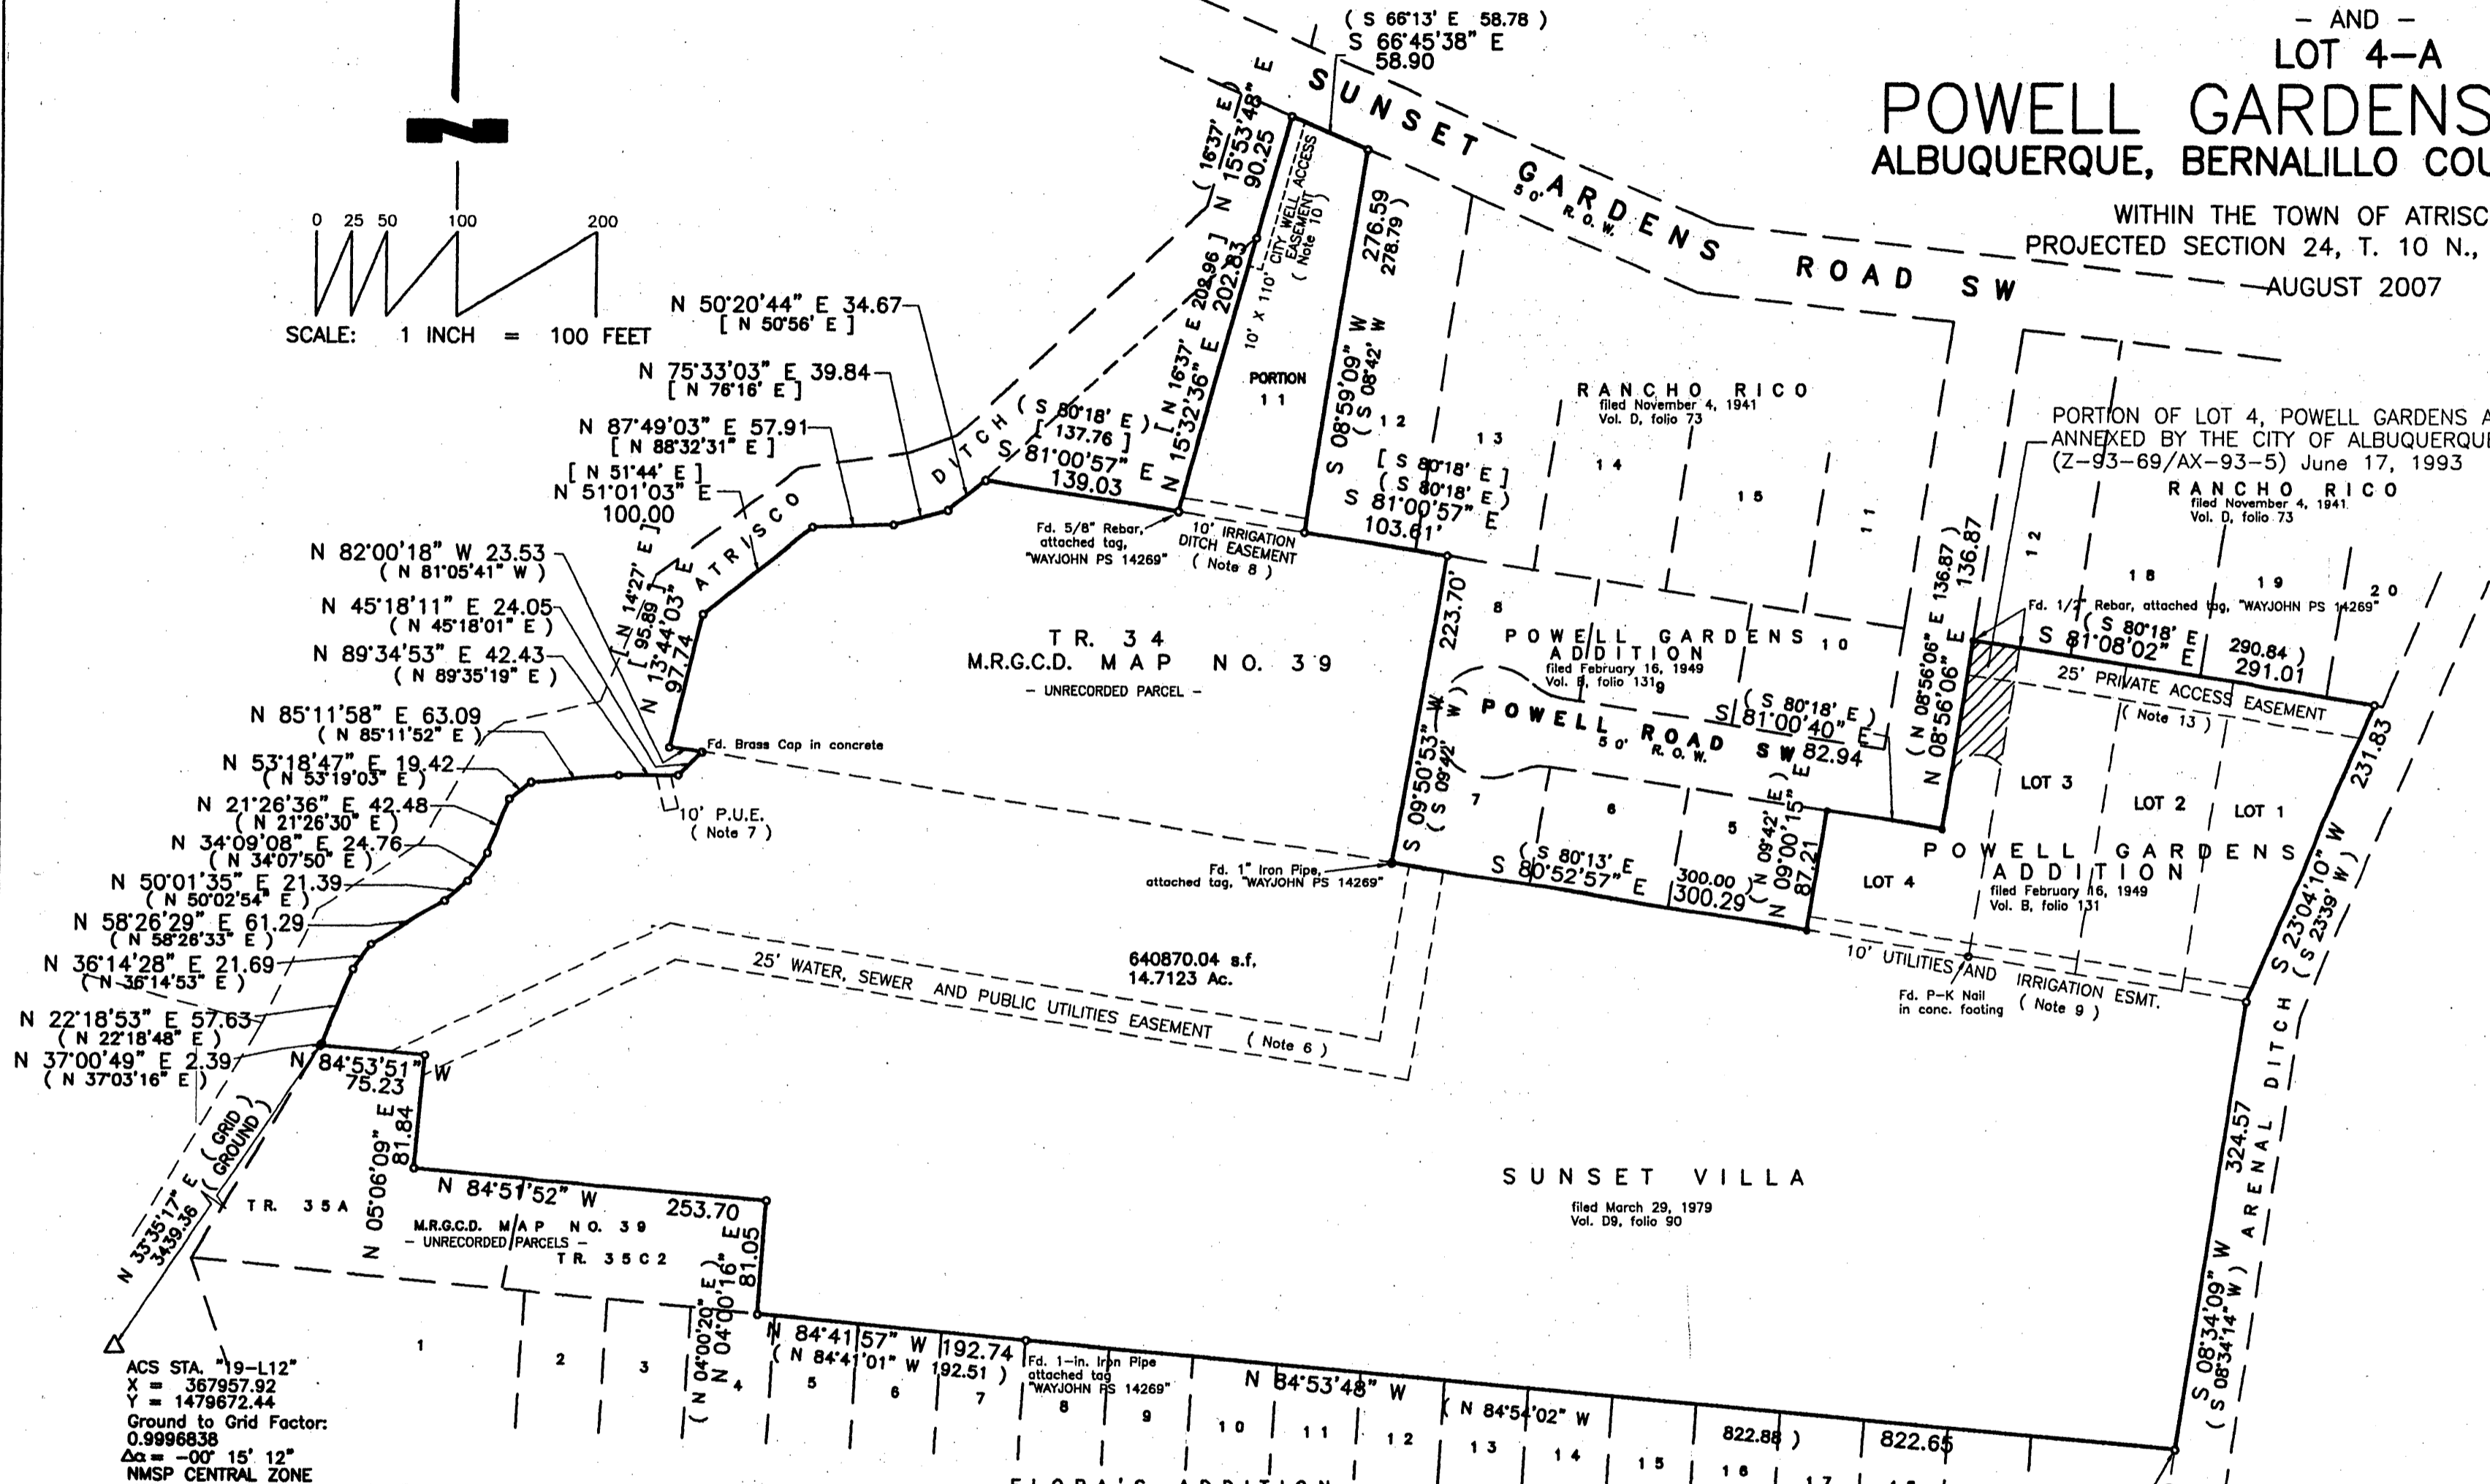 - AND -
LOT 4-A
POWELL GARDENS
ALBUQUERQUE, BERNALILLO COU
WITHIN THE TOWN OF ATRISC
PROJECTED SECTION 24, T. 10 N.,
AUGUST 2007
N
0 25 50 100 200
SCALE: 1 INCH = 100 FEET
( S 66°13' E 58.78 )
S 66°45'38" E
58.90
SUNSET GARDENS ROAD SW
50' R.O.W.
( 16°37' E )
N 15°53'48" E
90.25
10' X 110' CITY WELL ACCESS
EASEMENT
( Note 10 )
276.59
278.79 )
S 08°59'09" W
( S 08°42' W
[ N 16°37' E 202.96 ]
N 15°32'36" E 202.83
PORTION
11
12
13
14
15
11
12
RANCHO RICO
filed November 4, 1941
Vol. D, folio 73
PORTION OF LOT 4, POWELL GARDENS A
ANNEXED BY THE CITY OF ALBUQUERQUE
(Z-93-69/AX-93-5) June 17, 1993
RANCHO RICO
filed November 4, 1941
Vol. D, folio 73
18
19
20
N 50°20'44" E 34.67
[ N 50°56' E ]
N 75°33'03" E 39.84
[ N 76°16' E ]
N 87°49'03" E 57.91
[ N 88°32'31" E ]
[ N 51°44' E ]
N 51°01'03" E
100.00
ATRISCO DITCH
( S 80°18' E )
[ 137.76 ]
S 81°00'57" E
139.03
Fd. 5/8" Rebar,
attached tag,
"WAYJOHN PS 14269"
10' IRRIGATION
DITCH EASEMENT
( Note 8 )
[ S 80°18' E ]
( S 80°18' E )
S 81°00'57" E
103.61'
[ N 14°27' E ]
[ 95.89 ]
N 13°44'03" E
97.74
N 82°00'18" W 23.53
( N 81°05'41" W )
N 45°18'11" E 24.05
( N 45°18'01" E )
N 89°34'53" E 42.43
( N 89°35'19" E )
N 85°11'58" E 63.09
( N 85°11'52" E )
N 53°18'47" E 19.42
( N 53°19'03" E )
N 21°26'36" E 42.48
( N 21°26'30" E )
N 34°09'08" E 24.76
( N 34°07'50" E )
N 50°01'35" E 21.39
( N 50°02'54" E )
N 58°26'29" E 61.29
( N 58°26'33" E )
N 36°14'28" E 21.69
( N 36°14'53" E )
N 22°18'53" E 57.63
( N 22°18'48" E )
N 37°00'49" E 2.39
( N 37°03'16" E )
Fd. Brass Cap in concrete
10' P.U.E.
( Note 7 )
TR. 34
M.R.G.C.D. MAP NO. 39
- UNRECORDED PARCEL -
223.70'
S 09°50'53" W
( S 09°42' W )
8
9
10
POWELL GARDENS
ADDITION
filed February 16, 1949
Vol. B, folio 131
POWELL ROAD SW
50' R.O.W.
( S 80°18' E )
S 81°00'40" E
82.94
7
6
5
( S 80°13' E 300.00 )
S 80°52'57" E 300.29
( N 09°42' E )
N 09°00'15" E
87.21
( N 08°56'06" E 136.87 )
N 08°56'06" E 136.87
Fd. 1/2" Rebar, attached tag, "WAYJOHN PS 14269"
( S 80°18' E 290.84 )
S 81°08'02" E 291.01
25' PRIVATE ACCESS EASEMENT
( Note 13 )
LOT 4
LOT 3
LOT 2
LOT 1
POWELL GARDENS
ADDITION
filed February 16, 1949
Vol. B, folio 131
231.83
S 23°04'10" W
( S 23°39' W )
Fd. 1" Iron Pipe,
attached tag, "WAYJOHN PS 14269"
10' UTILITIES AND IRRIGATION ESMT.
( Note 9 )
Fd. P-K Nail
in conc. footing
640870.04 s.f.
14.7123 Ac.
25' WATER, SEWER AND PUBLIC UTILITIES EASEMENT ( Note 6 )
N 84°53'51" W
75.23
N 05°06'09" E
81.84
N 84°51'52" W 253.70
N 33°35'17" E ( GRID )
3439.36 ( GROUND )
TR. 35A
M.R.G.C.D. MAP NO. 39
- UNRECORDED PARCELS -
TR. 35C2
( N 04°00'20" E )
N 04°00'16" E
81.05
SUNSET VILLA
filed March 29, 1979
Vol. D9, folio 90
324.57
S 08°34'09" W
( S 08°34'14" W )
ARENAL DITCH
ACS STA. "19-L12"
X = 367957.92
Y = 1479672.44
Ground to Grid Factor:
0.9996838
Δα = -00° 15' 12"
NMSP CENTRAL ZONE
N 84°41'57" W 192.74
( N 84°41'01" W 192.51 )
Fd. 1-in. Iron Pipe
attached tag
"WAYJOHN PS 14269"
N 84°53'48" W 822.65
( N 84°54'02" W 822.88 )
1
2
3
4
5
6
7
8
9
10
11
12
13
14
15
16
17